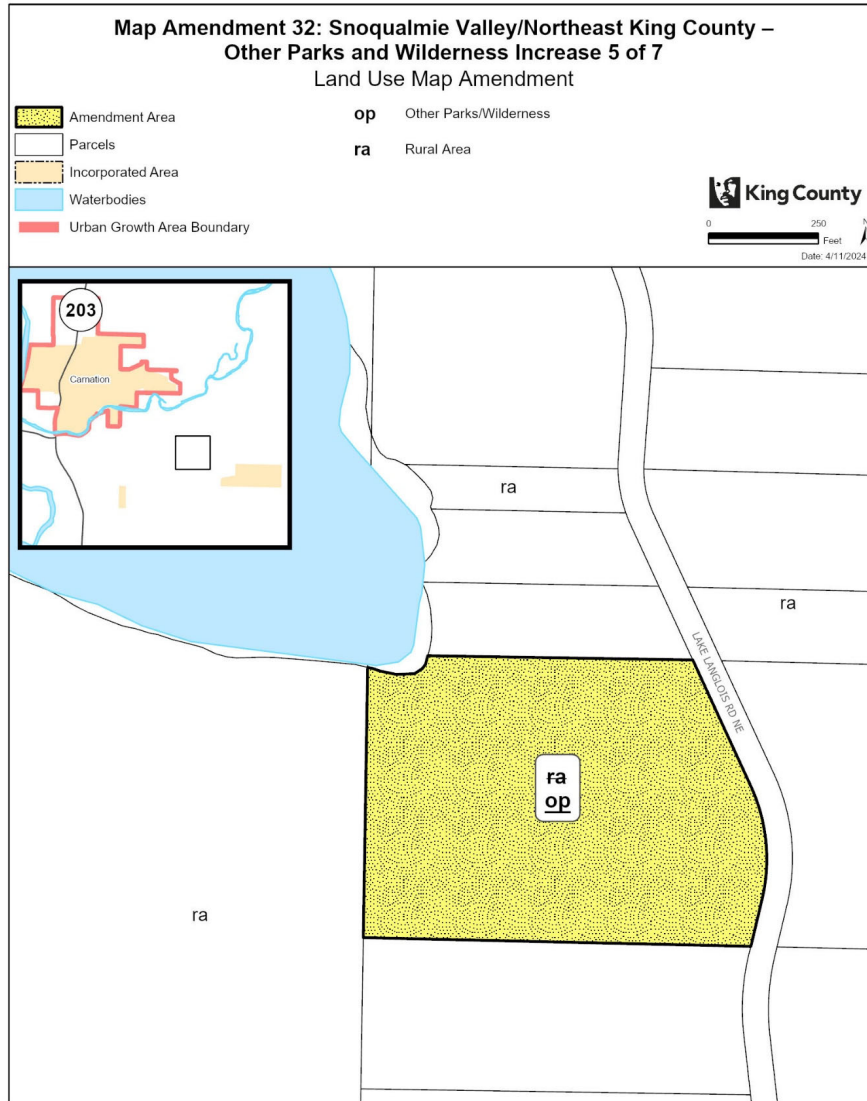 Map Amendment 32: Snoqualmie Valley/Northeast King County –
Other Parks and Wilderness Increase 5 of 7
Land Use Map Amendment
Amendment Area
Parcels
Incorporated Area
Waterbodies
Urban Growth Area Boundary
op Other Parks/Wilderness
ra Rural Area
King County
0 250
Feet
N
Date: 4/11/2024
203
Carnation
ra
ra
LAKE LANGLOIS RD NE
ra
op
ra